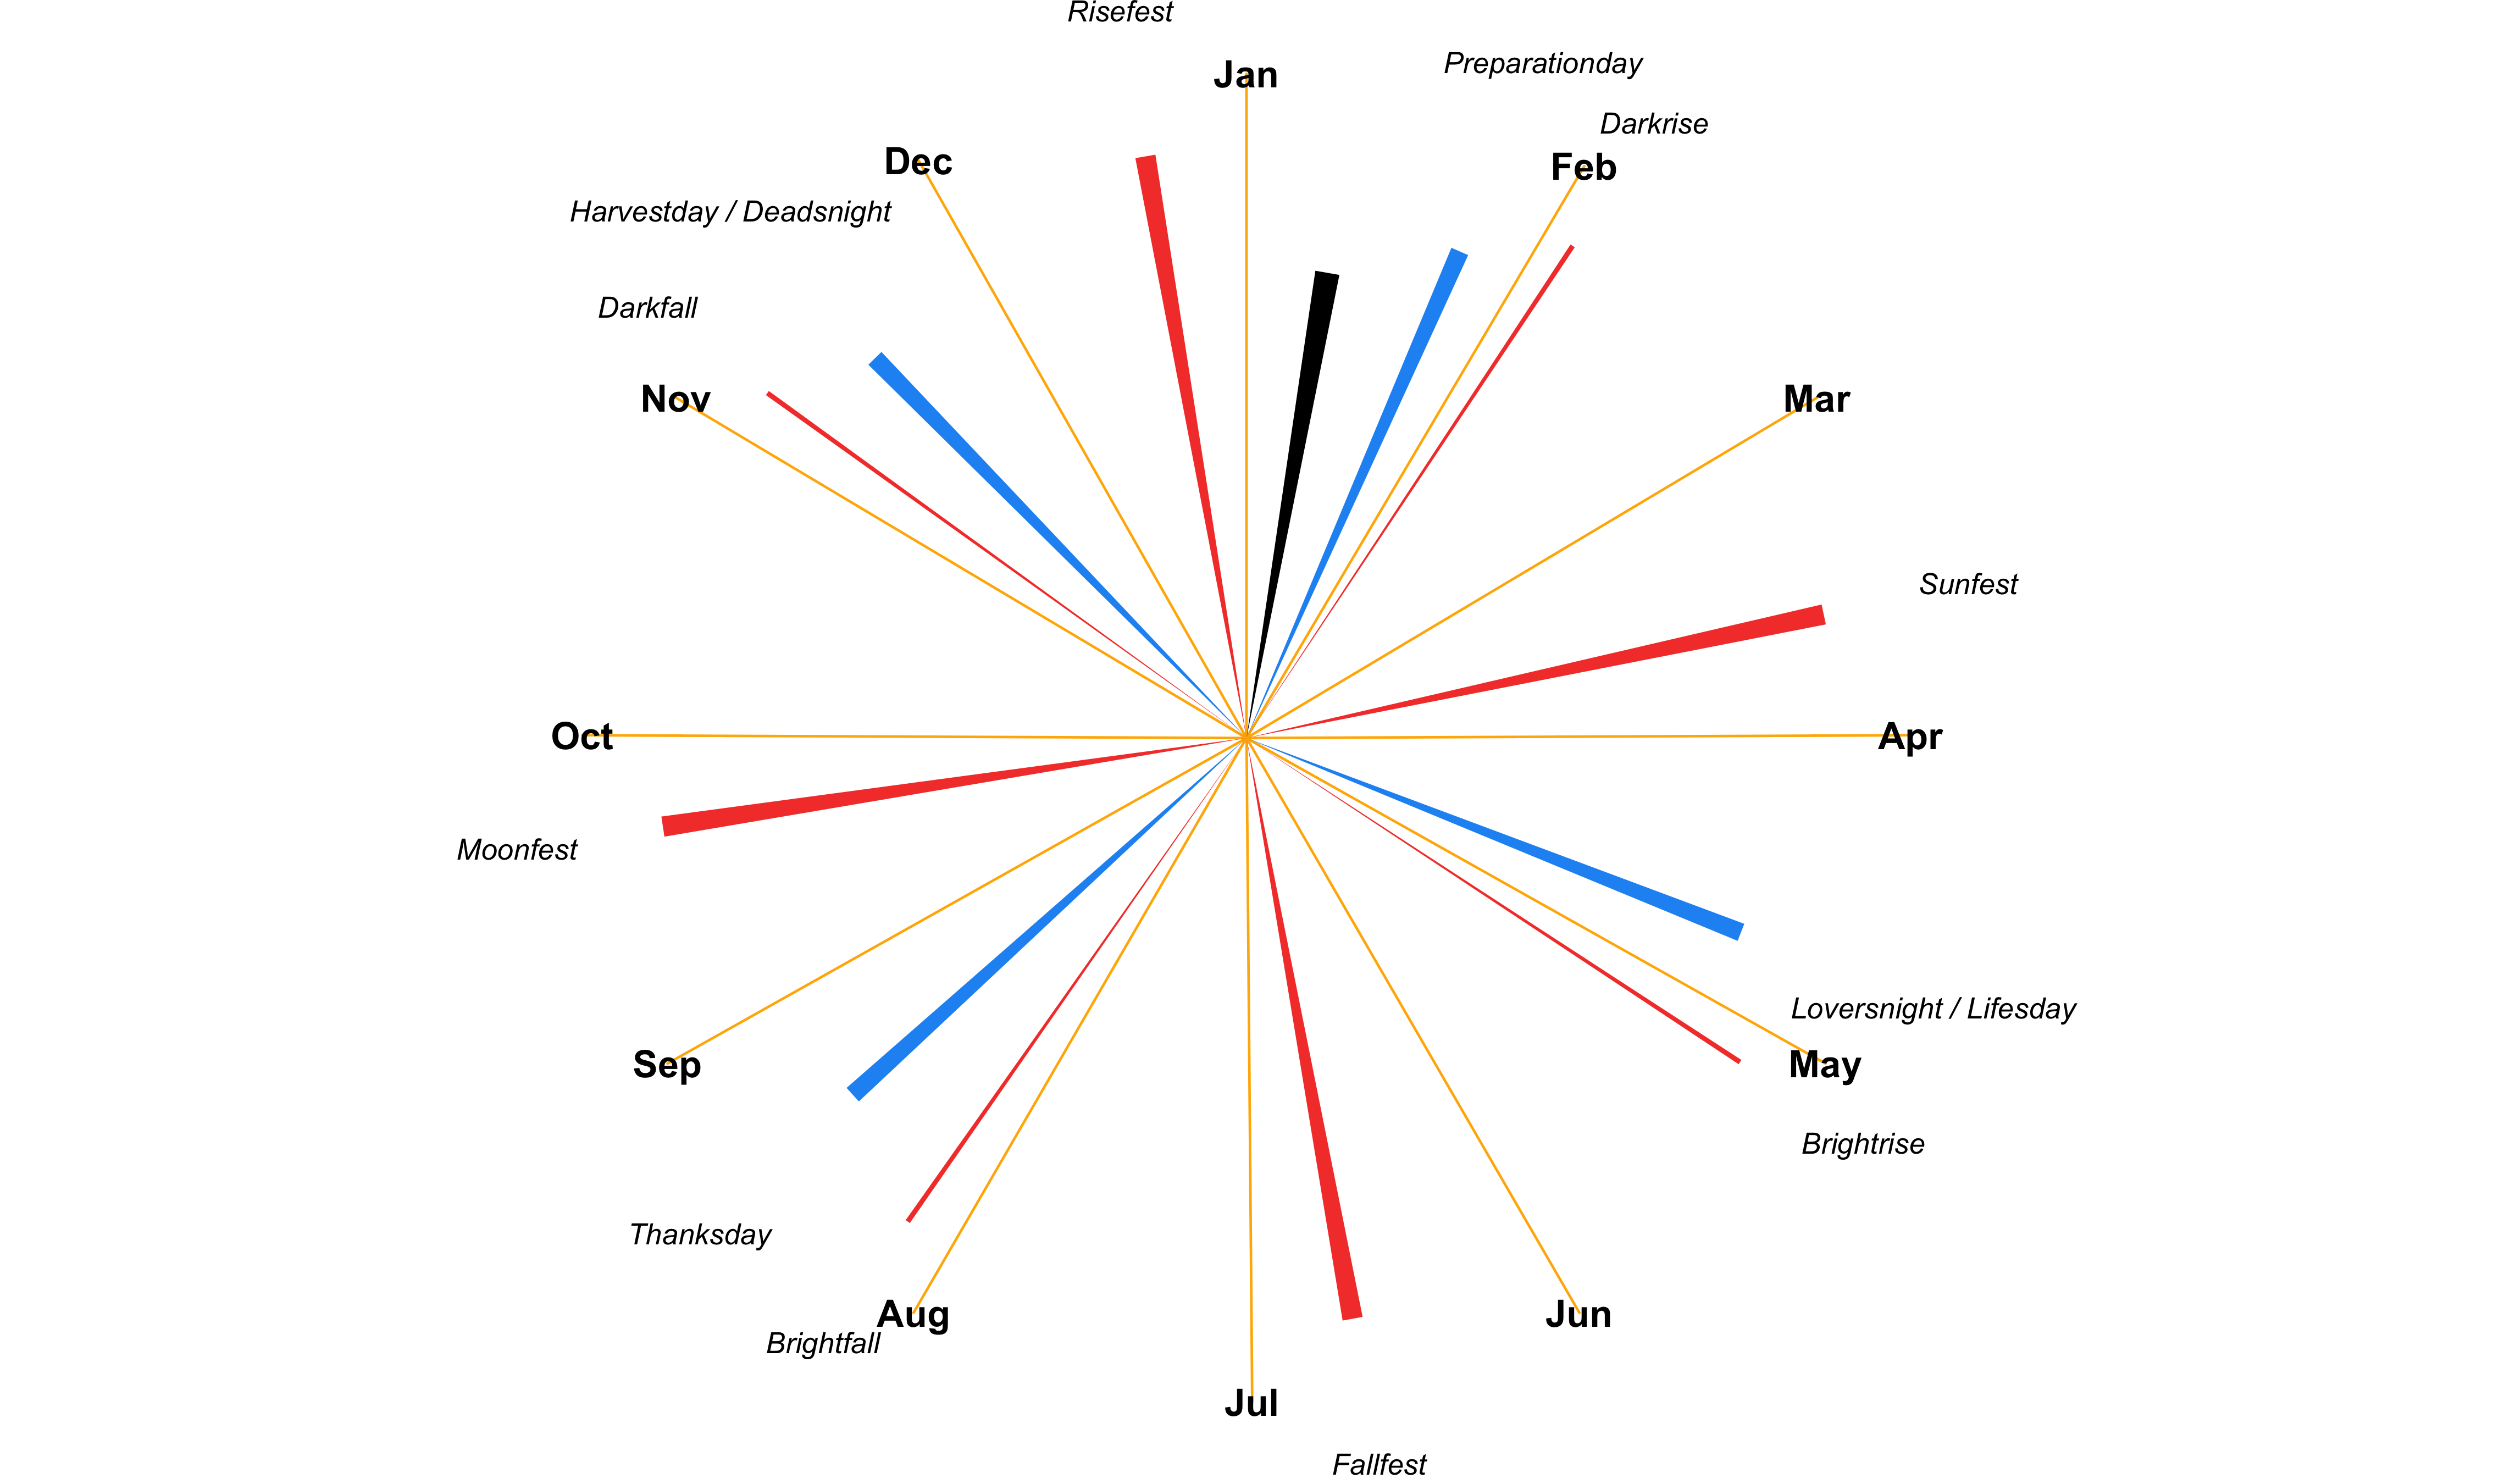 Risefest
Jan
Preparationday
Darkrise
Dec
Feb
Harvestday / Deadsnight
Darkfall
Nov
Mar
Sunfest
Oct
Apr
Moonfest
Loversnight / Lifesday
Sep
May
Brightrise
Thanksday
Aug
Jun
Brightfall
Jul
Fallfest